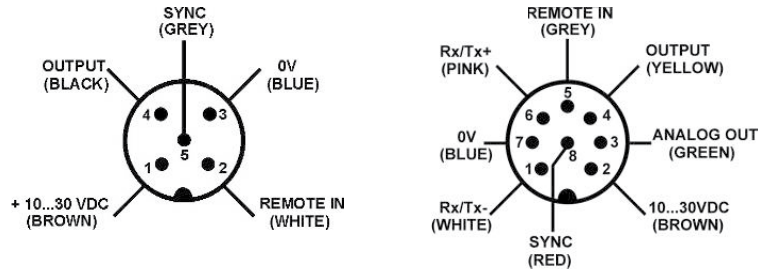 SYNC
(GREY)
OUTPUT
(BLACK)
0V
(BLUE)
4
3
5
1
2
+ 10...30 VDC
(BROWN)
REMOTE IN
(WHITE)
REMOTE IN
(GREY)
Rx/Tx+
(PINK)
OUTPUT
(YELLOW)
5
6
4
0V
(BLUE)
7
8
3
ANALOG OUT
(GREEN)
1
2
Rx/Tx-
(WHITE)
10...30VDC
(BROWN)
SYNC
(RED)